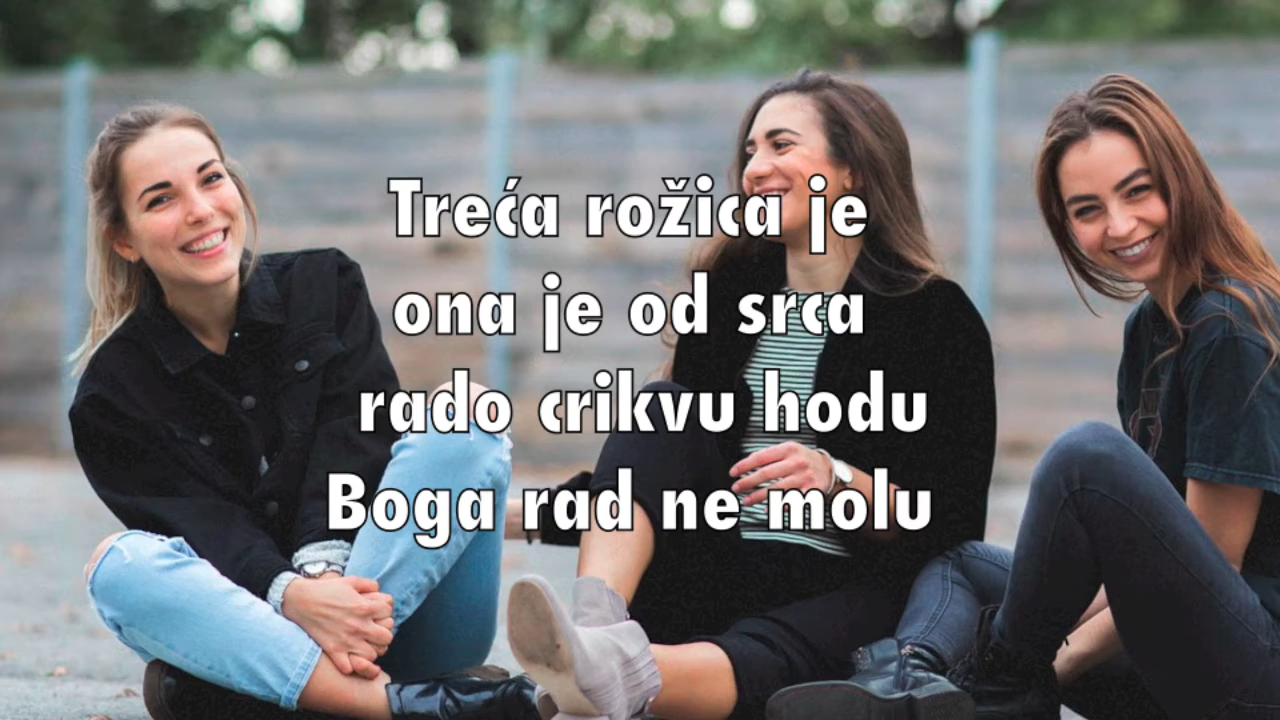 Treća rožica je
ona je od srca
rado crikvu hodu
Boga rad ne molu